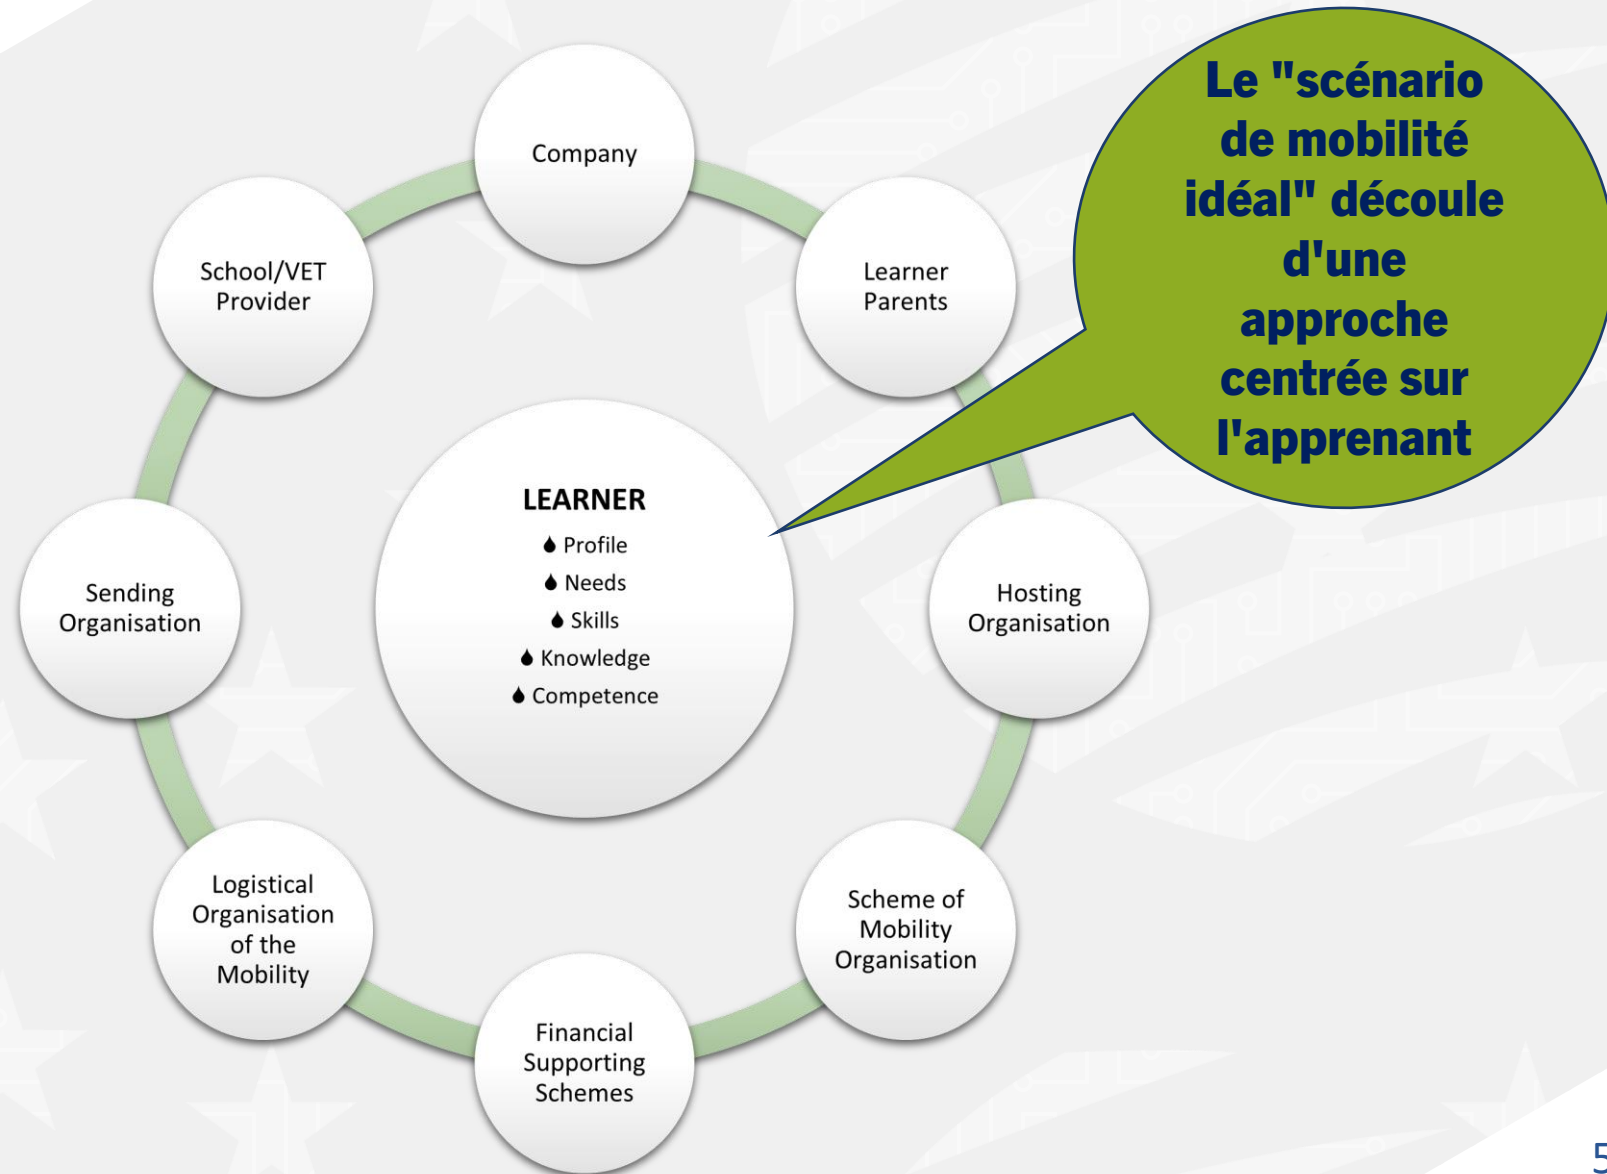 Le "scénario
de mobilité
idéal" découle
d'une
approche
centrée sur
l'apprenant
Company
Learner
Parents
Hosting
Organisation
Scheme of
Mobility
Organisation
Financial
Supporting
Schemes
Logistical
Organisation
of the
Mobility
Sending
Organisation
School/VET
Provider
LEARNER
Profile
Needs
Skills
Knowledge
Competence
5